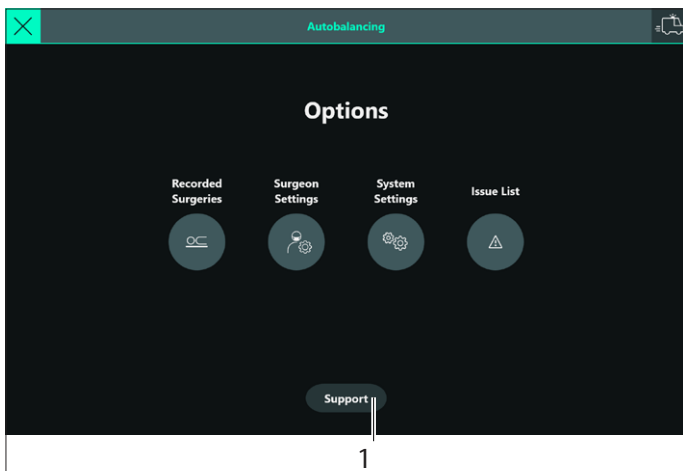 Autobalancing
Options
Recorded
Surgeries
Surgeon
Settings
System
Settings
Issue List
Support
1